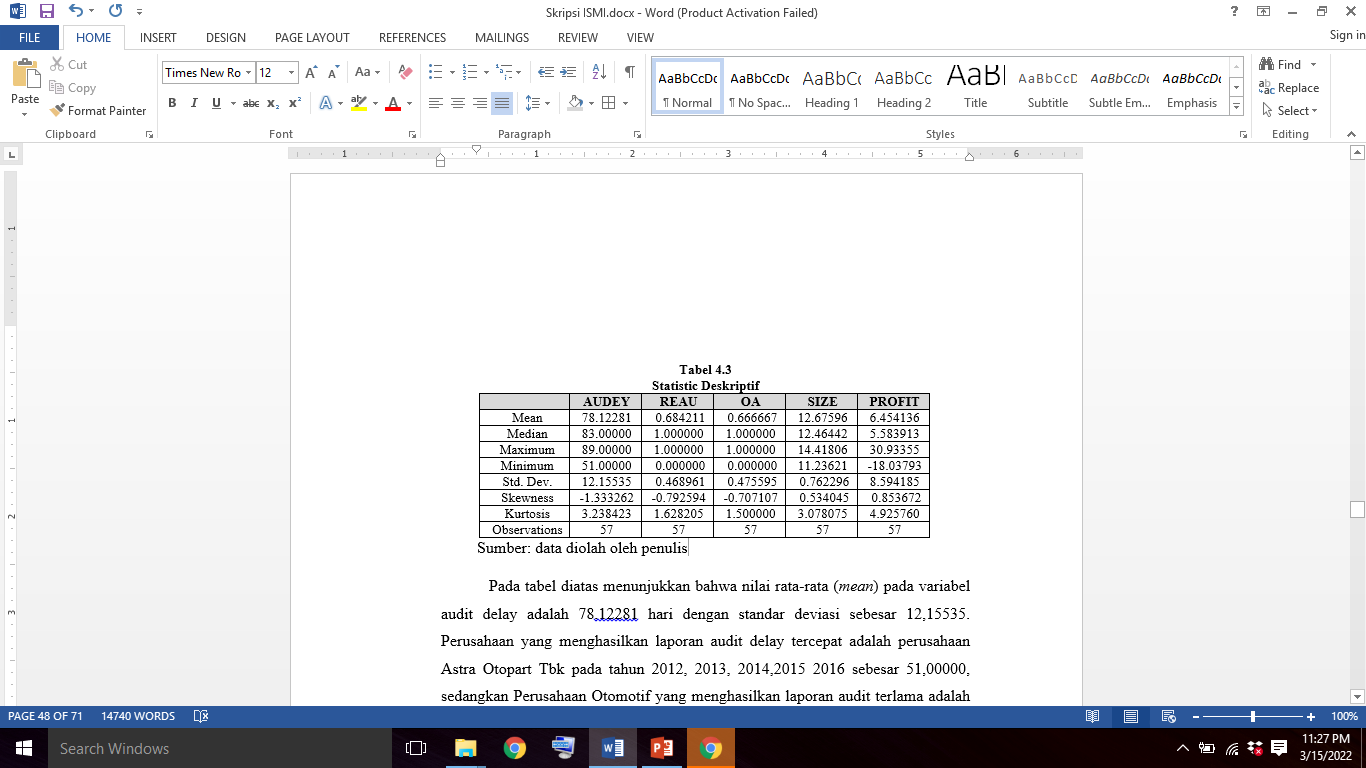 Skripsi ISMI.docx - Word (Product Activation Failed)
FILE HOME INSERT DESIGN PAGE LAYOUT REFERENCES MAILINGS REVIEW VIEW Sign in
Paste
Cut
Copy
Format Painter
Clipboard
Times New Ro 12
Font
Paragraph
AaBbCcDc AaBbCcDc AaBbCc AaBbCc AaBl AaBbCcD AaBbCcDc AaBbCcDc
¶ Normal ¶ No Spac... Heading 1 Heading 2 Title Subtitle Subtle Em... Emphasis
Styles
Find
Replace
Select
Editing
1 1 2 3 4 5 6
Tabel 4.3
Statistic Deskriptif
AUDEY REAU OA SIZE PROFIT
Mean 78.12281 0.684211 0.666667 12.67596 6.454136
Median 83.00000 1.000000 1.000000 12.46442 5.583913
Maximum 89.00000 1.000000 1.000000 14.41806 30.93355
Minimum 51.00000 0.000000 0.000000 11.23621 -18.03793
Std. Dev. 12.15535 0.468961 0.475595 0.762296 8.594185
Skewness -1.333262 -0.792594 -0.707107 0.534045 0.853672
Kurtosis 3.238423 1.628205 1.500000 3.078075 4.925760
Observations 57 57 57 57 57
Sumber: data diolah oleh penulis
Pada tabel diatas menunjukkan bahwa nilai rata-rata (mean) pada variabel
audit delay adalah 78,12281 hari dengan standar deviasi sebesar 12,15535.
Perusahaan yang menghasilkan laporan audit delay tercepat adalah perusahaan
Astra Otopart Tbk pada tahun 2012, 2013, 2014,2015 2016 sebesar 51,00000,
sedangkan Perusahaan Otomotif yang menghasilkan laporan audit terlama adalah
1
1
2
3
PAGE 48 OF 71 14740 WORDS 100%
Search Windows
11:27 PM
3/15/2022